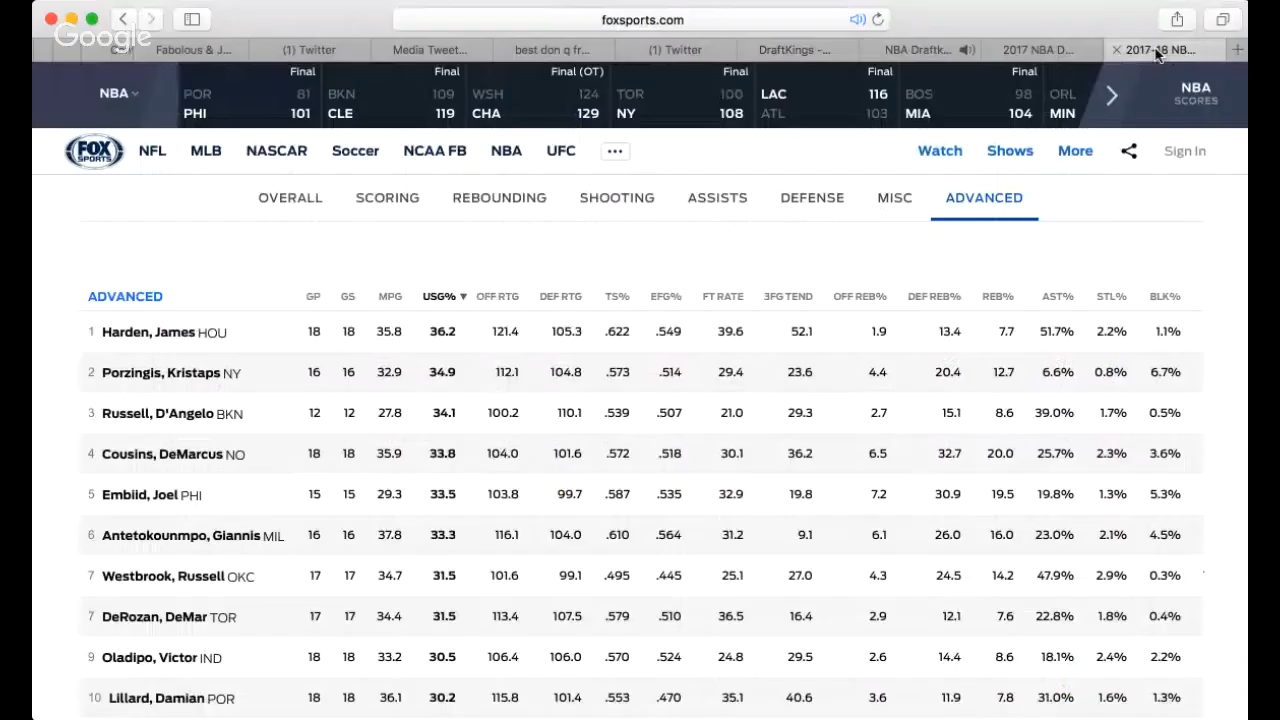 foxsports.com
Google
Fabolous & J...
(1) Twitter
Media Tweet...
best don q fr...
(1) Twitter
DraftKings -...
NBA Draftk...
2017 NBA D...
2017-18 NB...
NBA
Final
POR 81
PHI 101
Final
BKN 109
CLE 119
Final (OT)
WSH 124
CHA 129
Final
TOR 100
NY 108
Final
LAC 116
ATL 103
Final
BOS 98
MIA 104
ORL
MIN
NBA
SCORES
FOX
SPORTS
NFL MLB NASCAR Soccer NCAA FB NBA UFC ... Watch Shows More Sign In
OVERALL SCORING REBOUNDING SHOOTING ASSISTS DEFENSE MISC ADVANCED
ADVANCED GP GS MPG USG% ▼ OFF RTG DEF RTG TS% EFG% FT RATE 3FG TEND OFF REB% DEF REB% REB% AST% STL% BLK%
1 Harden, James HOU 18 18 35.8 36.2 121.4 105.3 .622 .549 39.6 52.1 1.9 13.4 7.7 51.7% 2.2% 1.1%
2 Porzingis, Kristaps NY 16 16 32.9 34.9 112.1 104.8 .573 .514 29.4 23.6 4.4 20.4 12.7 6.6% 0.8% 6.7%
3 Russell, D'Angelo BKN 12 12 27.8 34.1 100.2 110.1 .539 .507 21.0 29.3 2.7 15.1 8.6 39.0% 1.7% 0.5%
4 Cousins, DeMarcus NO 18 18 35.9 33.8 104.0 101.6 .572 .518 30.1 36.2 6.5 32.7 20.0 25.7% 2.3% 3.6%
5 Embiid, Joel PHI 15 15 29.3 33.5 103.8 99.7 .587 .535 32.9 19.8 7.2 30.9 19.5 19.8% 1.3% 5.3%
6 Antetokounmpo, Giannis MIL 16 16 37.8 33.3 116.1 104.0 .610 .564 31.2 9.1 6.1 26.0 16.0 23.0% 2.1% 4.5%
7 Westbrook, Russell OKC 17 17 34.7 31.5 101.6 99.1 .495 .445 25.1 27.0 4.3 24.5 14.2 47.9% 2.9% 0.3%
7 DeRozan, DeMar TOR 17 17 34.4 31.5 113.4 107.5 .579 .510 36.5 16.4 2.9 12.1 7.6 22.8% 1.8% 0.4%
9 Oladipo, Victor IND 18 18 33.2 30.5 106.4 106.0 .570 .524 24.8 29.5 2.6 14.4 8.6 18.1% 2.4% 2.2%
10 Lillard, Damian POR 18 18 36.1 30.2 115.8 101.4 .553 .470 35.1 40.6 3.6 11.9 7.8 31.0% 1.6% 1.3%